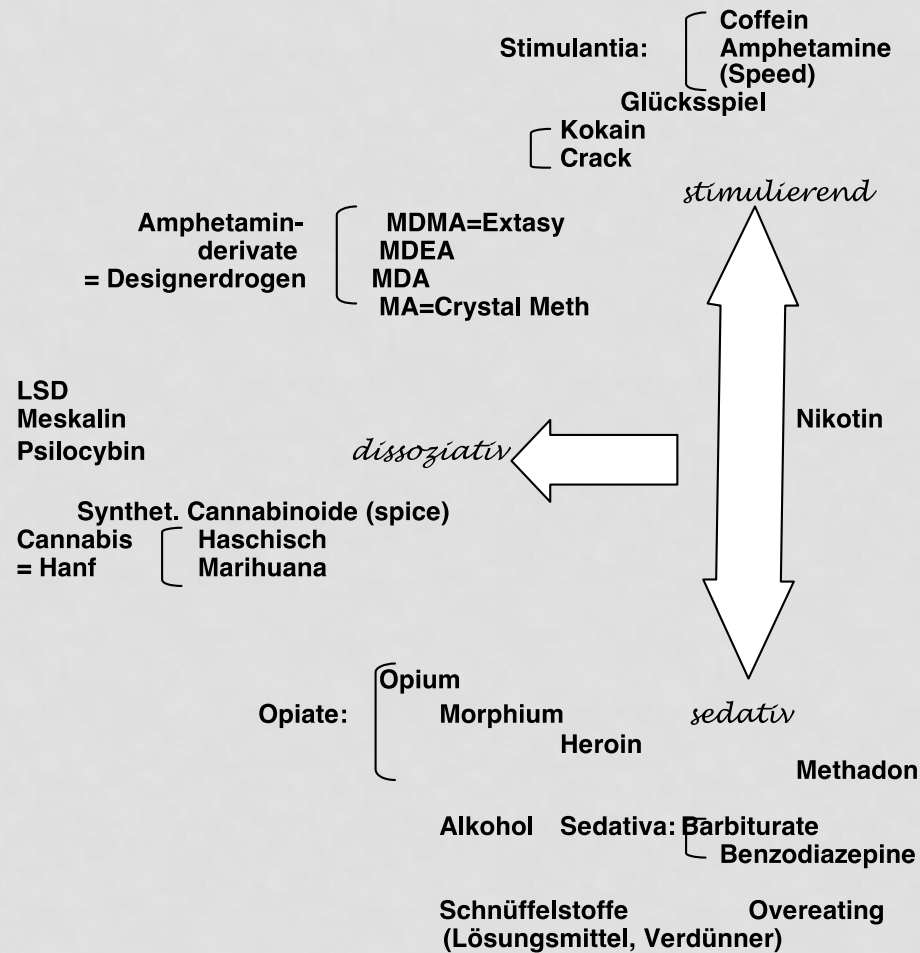 Coffein
Stimulantia: Amphetamine
(Speed)
Glücksspiel
Kokain
Crack
stimulierend
Amphetamin- MDMA=Extasy
derivate MDEA
= Designerdrogen MDA
MA=Crystal Meth
LSD
Meskalin Nikotin
Psilocybin dissoziativ
Synthet. Cannabinoide (spice)
Cannabis Haschisch
= Hanf Marihuana
Opium
Opiate: Morphium sedativ
Heroin
Methadon
Alkohol Sedativa: Barbiturate
Benzodiazepine
Schnüffelstoffe Overeating
(Lösungsmittel, Verdünner)